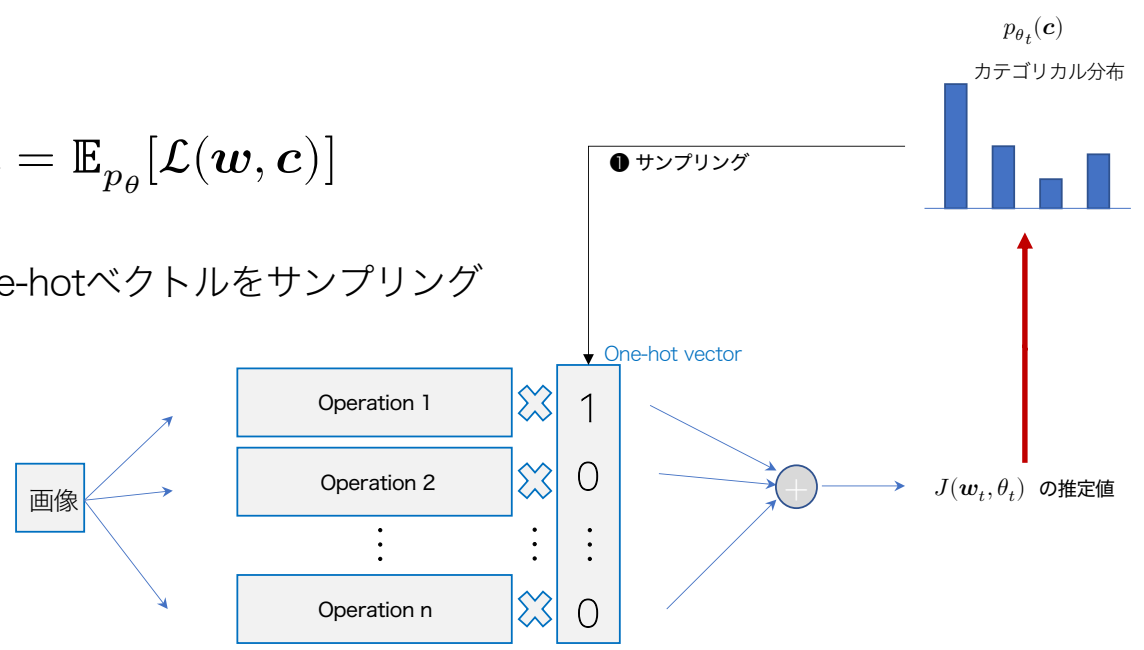 p_{θ_t}(c)
カテゴリカル分布
= 𝔼_{p_θ}[ℒ(w, c)]
❶ サンプリング
e-hotベクトルをサンプリング
One-hot vector
Operation 1
1
Operation 2
0
画像
J(w_t, θ_t) の推定値
⋮ ⋮ ⋮
Operation n
0